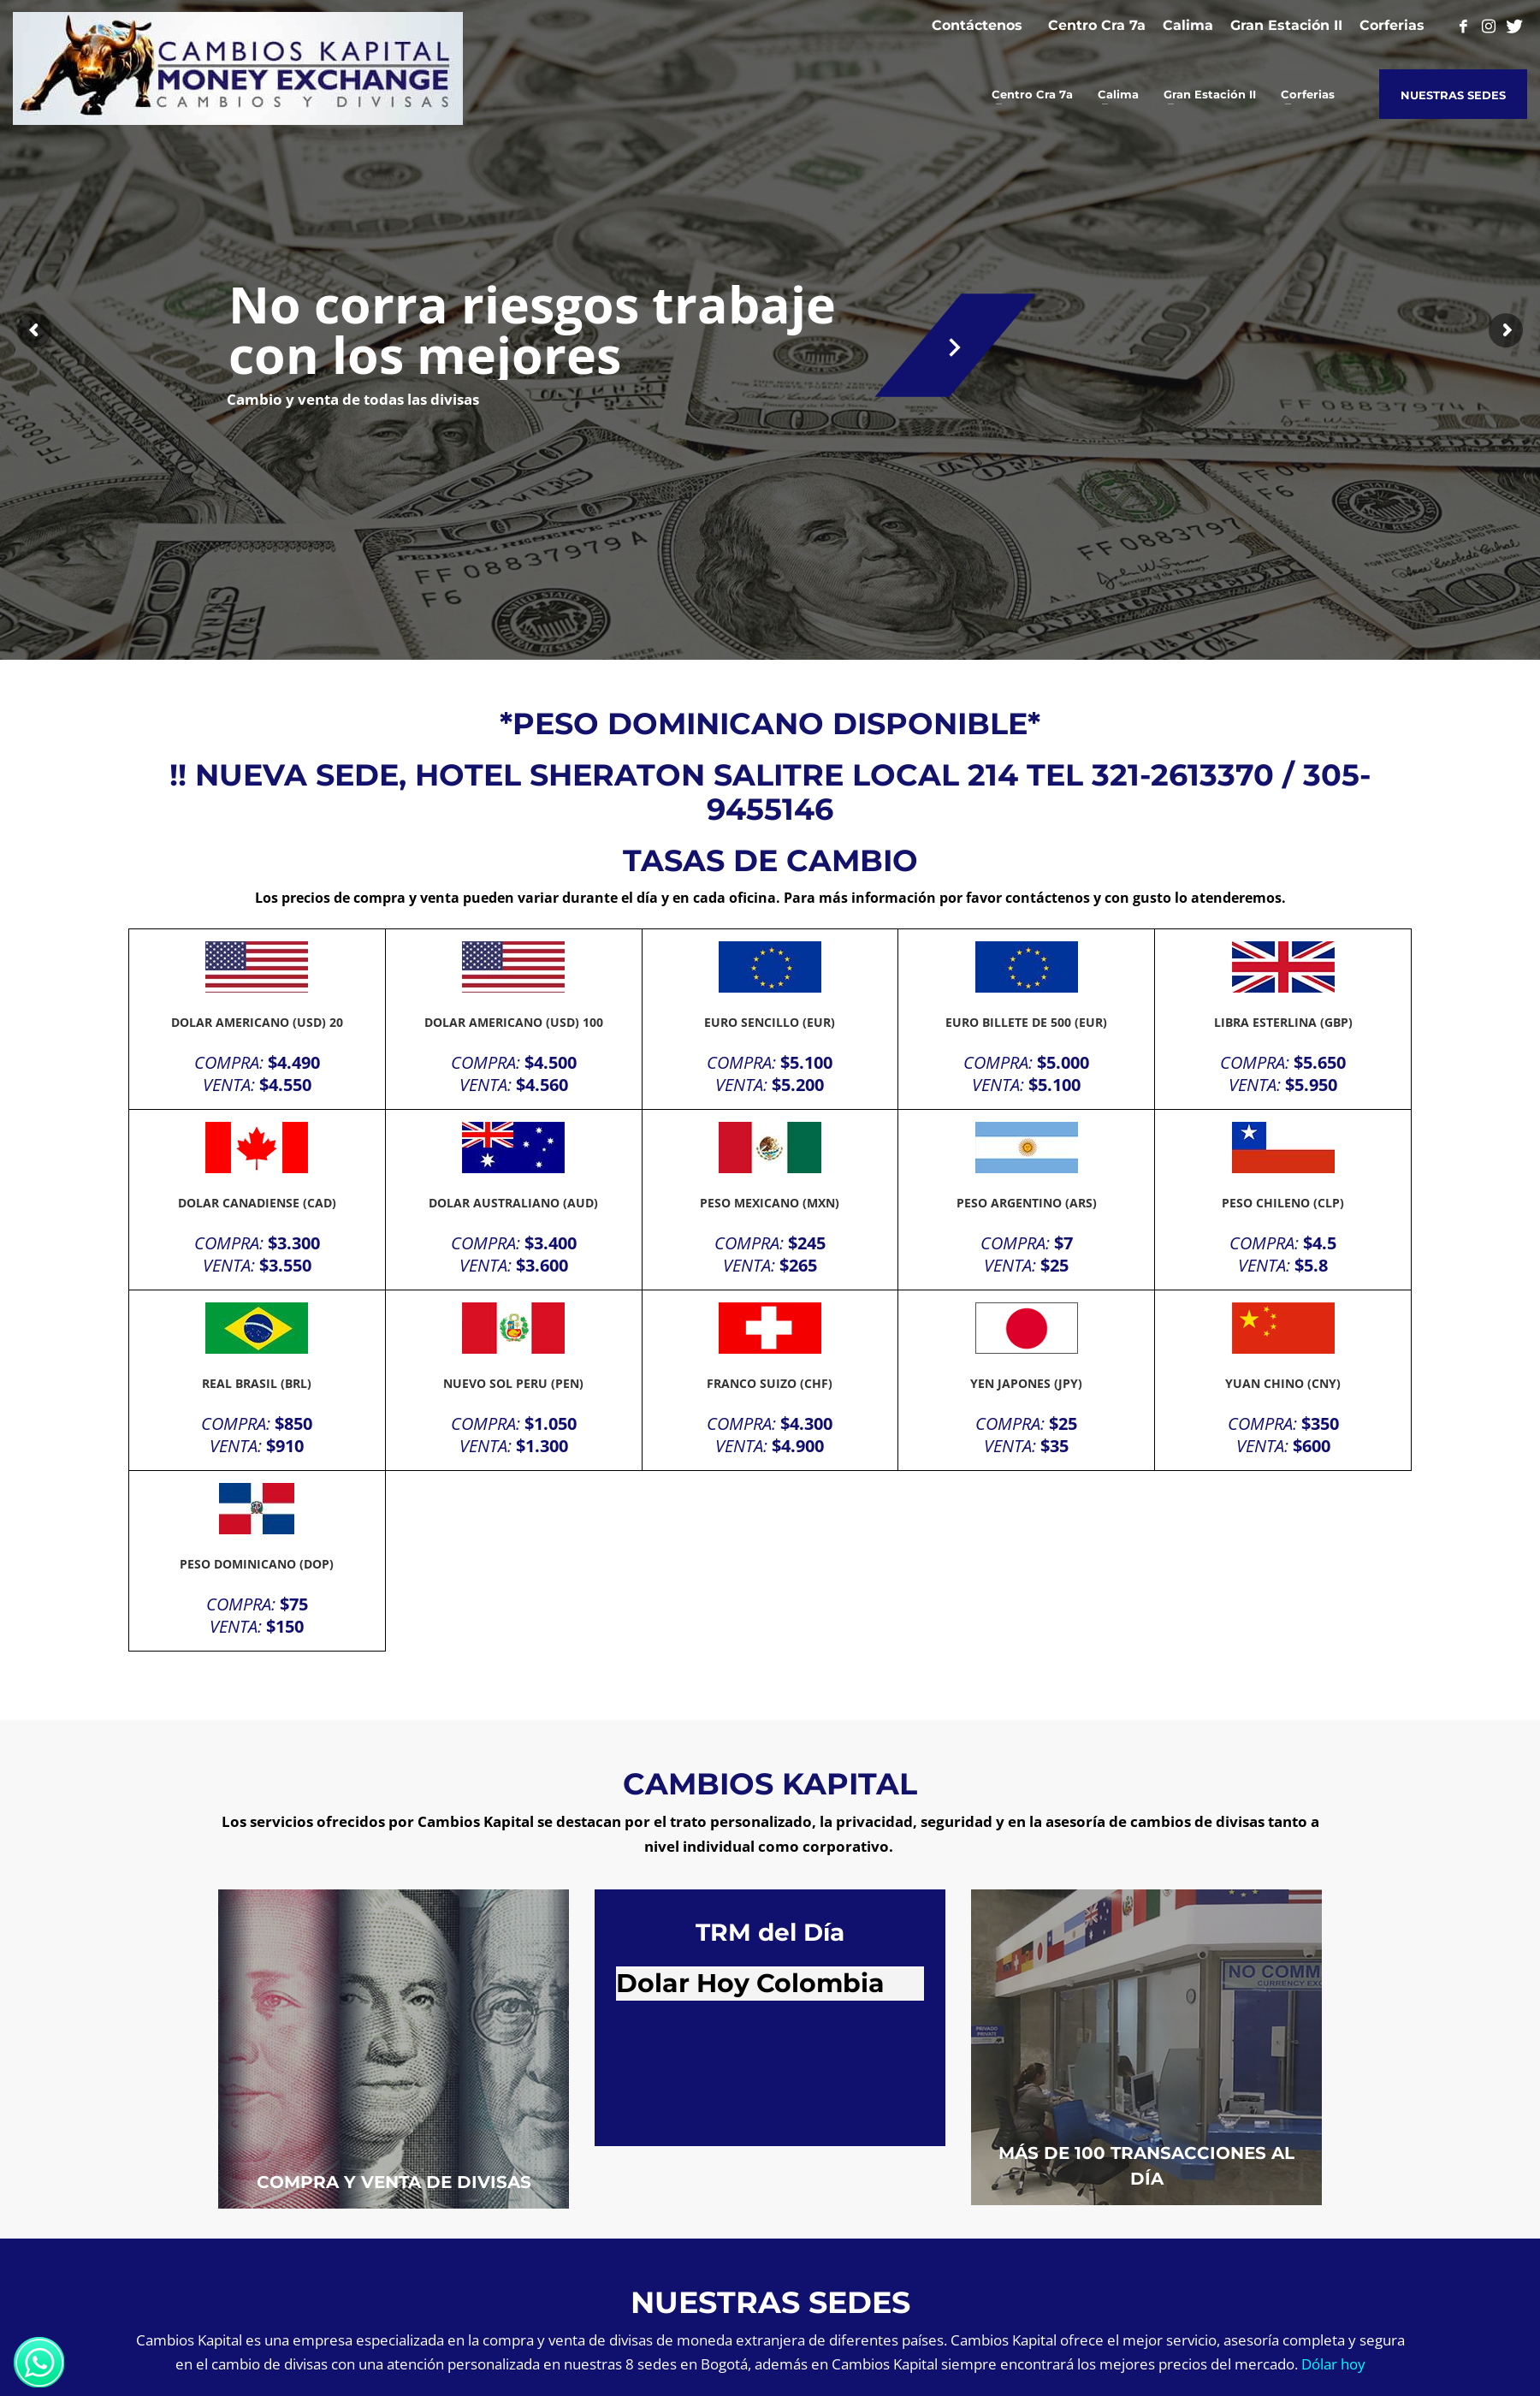 CAMBIOS KAPITAL
MONEY EXCHANGE
CAMBIOS Y DIVISAS
Contáctenos Centro Cra 7a Calima Gran Estación II Corferias
Centro Cra 7a Calima Gran Estación II Corferias NUESTRAS SEDES
No corra riesgos trabaje
con los mejores
Cambio y venta de todas las divisas
FF 08837979 A
F6
FEDERAL RESERVE NOTE
FF 0883
FF 0883797
*PESO DOMINICANO DISPONIBLE*
!! NUEVA SEDE, HOTEL SHERATON SALITRE LOCAL 214 TEL 321-2613370 / 305-
9455146
TASAS DE CAMBIO
Los precios de compra y venta pueden variar durante el día y en cada oficina. Para más información por favor contáctenos y con gusto lo atenderemos.
DOLAR AMERICANO (USD) 20
COMPRA: $4.490
VENTA: $4.550
DOLAR AMERICANO (USD) 100
COMPRA: $4.500
VENTA: $4.560
EURO SENCILLO (EUR)
COMPRA: $5.100
VENTA: $5.200
EURO BILLETE DE 500 (EUR)
COMPRA: $5.000
VENTA: $5.100
LIBRA ESTERLINA (GBP)
COMPRA: $5.650
VENTA: $5.950
DOLAR CANADIENSE (CAD)
COMPRA: $3.300
VENTA: $3.550
DOLAR AUSTRALIANO (AUD)
COMPRA: $3.400
VENTA: $3.600
PESO MEXICANO (MXN)
COMPRA: $245
VENTA: $265
PESO ARGENTINO (ARS)
COMPRA: $7
VENTA: $25
PESO CHILENO (CLP)
COMPRA: $4.5
VENTA: $5.8
REAL BRASIL (BRL)
COMPRA: $850
VENTA: $910
NUEVO SOL PERU (PEN)
COMPRA: $1.050
VENTA: $1.300
FRANCO SUIZO (CHF)
COMPRA: $4.300
VENTA: $4.900
YEN JAPONES (JPY)
COMPRA: $25
VENTA: $35
YUAN CHINO (CNY)
COMPRA: $350
VENTA: $600
PESO DOMINICANO (DOP)
COMPRA: $75
VENTA: $150
CAMBIOS KAPITAL
Los servicios ofrecidos por Cambios Kapital se destacan por el trato personalizado, la privacidad, seguridad y en la asesoría de cambios de divisas tanto a
nivel individual como corporativo.
COMPRA Y VENTA DE DIVISAS
TRM del Día
Dolar Hoy Colombia
NO COMM
CURRENCY EXC
PRIVADO
PRIVATE
MÁS DE 100 TRANSACCIONES AL
DÍA
NUESTRAS SEDES
Cambios Kapital es una empresa especializada en la compra y venta de divisas de moneda extranjera de diferentes países. Cambios Kapital ofrece el mejor servicio, asesoría completa y segura
en el cambio de divisas con una atención personalizada en nuestras 8 sedes en Bogotá, además en Cambios Kapital siempre encontrará los mejores precios del mercado. Dólar hoy